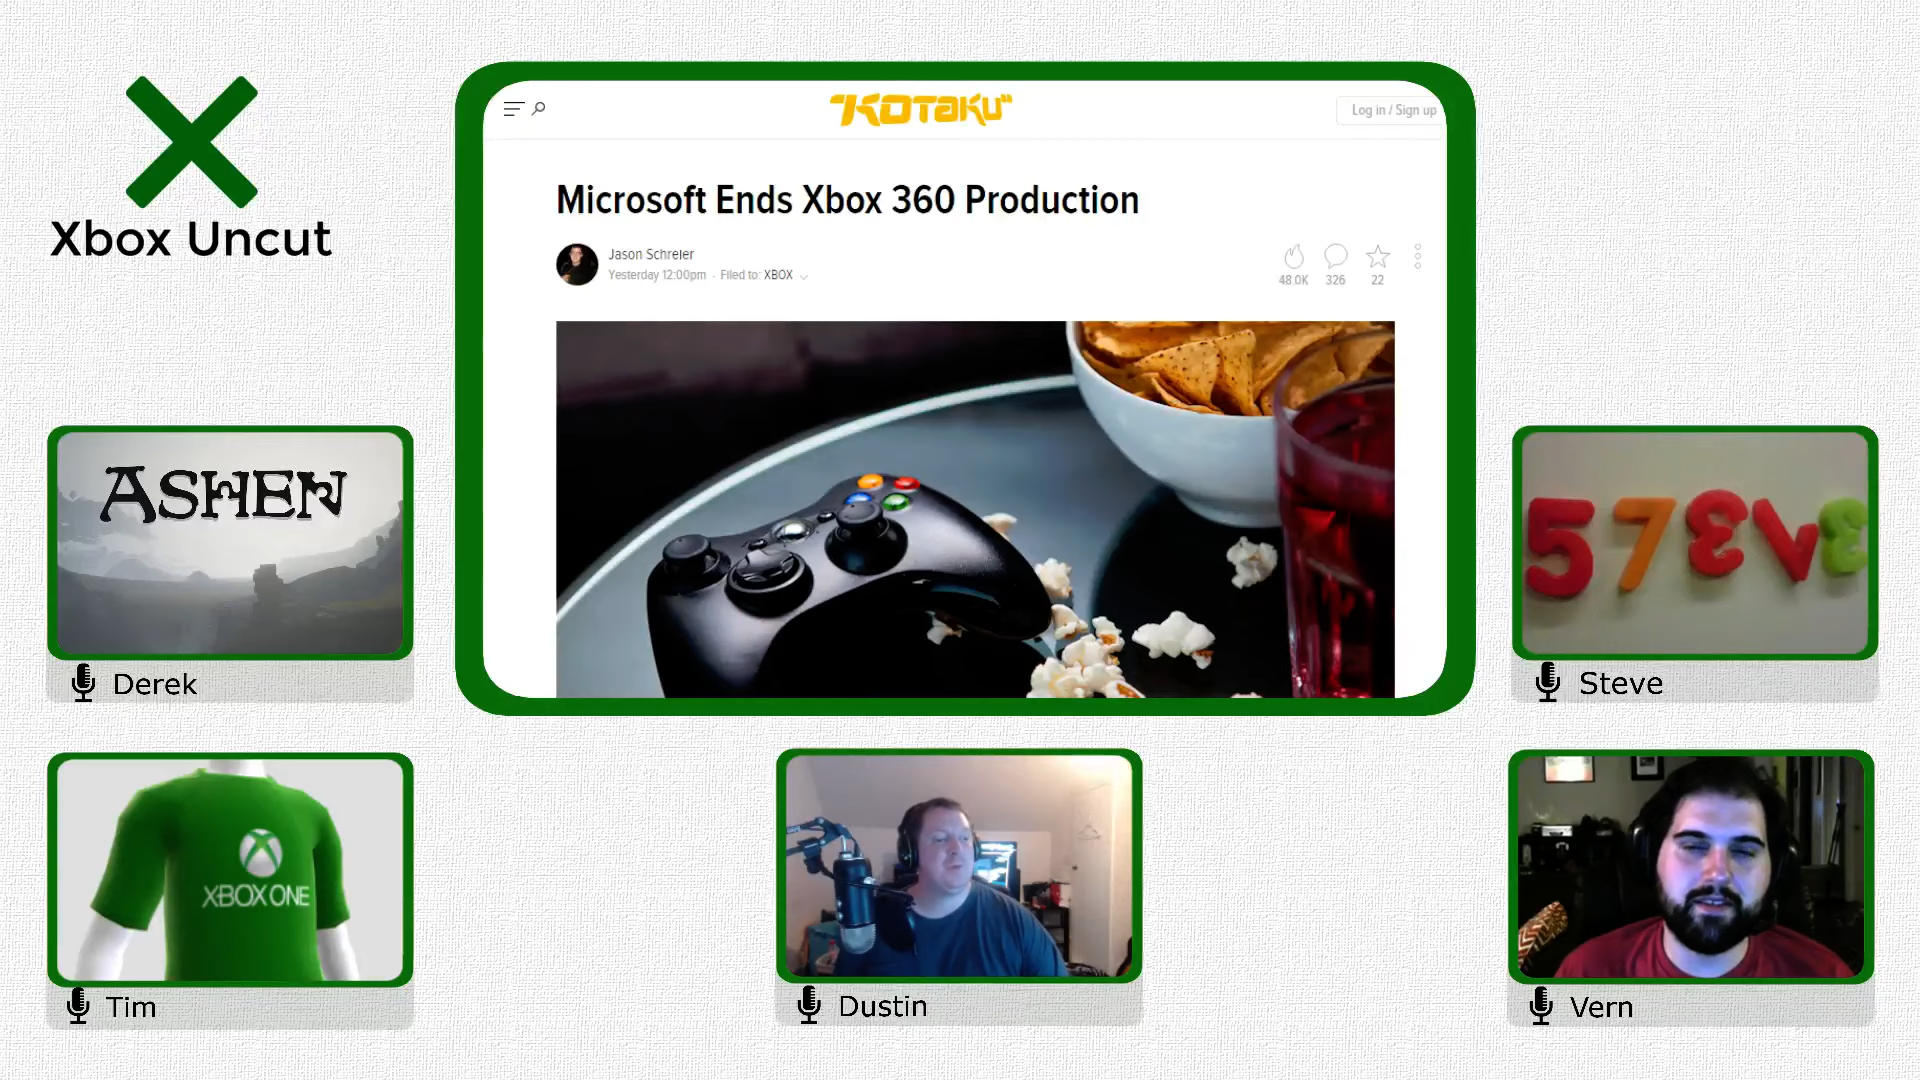 Xbox Uncut
"KOTaKU"
Log in / Sign up
Microsoft Ends Xbox 360 Production
Jason Schreier
Yesterday 12:00pm · Filed to: XBOX
48.0K 326 22
ASHEN
Derek
57EVE
Steve
XBOX ONE
Tim
Dustin
Vern